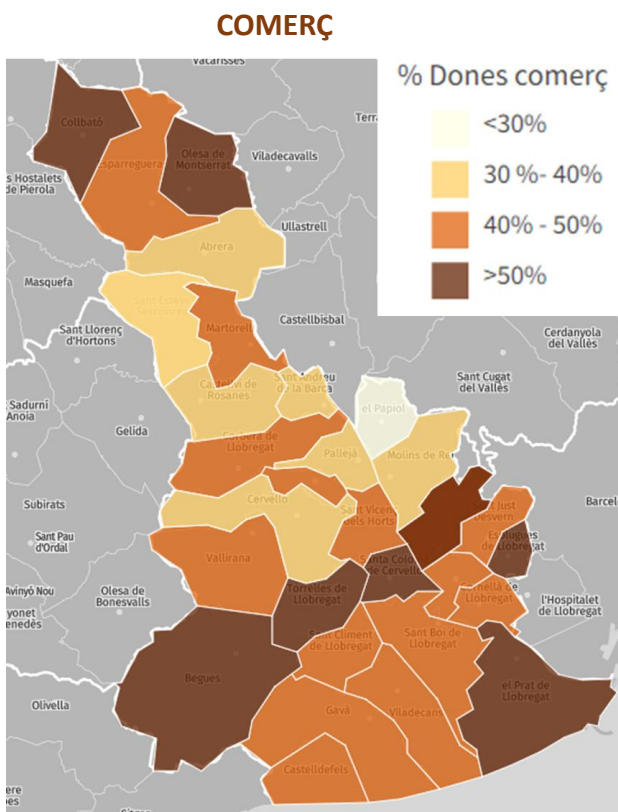 COMERÇ
% Dones comerç
<30%
30 %- 40%
40% - 50%
>50%
Vacarisses
Terra
Collbató
Esparreguera
Olesa de
Montserrat
Viladecavalls
s Hostalets
de Pierola
Ullastrell
Abrera
Masquefa
Sant Esteve
Sesrovires
Martorell
Castellbisbal
Sant Llorenç
d'Hortons
Cerdanyola
del Vallès
Sant Cugat
del Vallès
Castellví de
Rosanes
Sant Andreu
de la Barca
el Papiol
Sadurní
Anoia
Gelida
Corbera de
Llobregat
Pallejà
Molins de Rei
Subirats
Cervelló
Sant Vicenç
dels Horts
t Just
Desvern
Barcel
Sant Pau
d'Ordal
Vallirana
Santa Coloma
de Cervelló
Esplugues
de Llobregat
Avinyó Nou
Olesa de
Bonesvalls
Torrelles de
Llobregat
Cornellà de
Llobregat
l'Hospitalet
de Llobregat
yonet
enedès
Sant Climent
de Llobregat
Sant Boi de
Llobregat
Begues
el Prat de
Llobregat
Olivella
Gavà
Viladecans
Castelldefels
ere
bes
Sitges